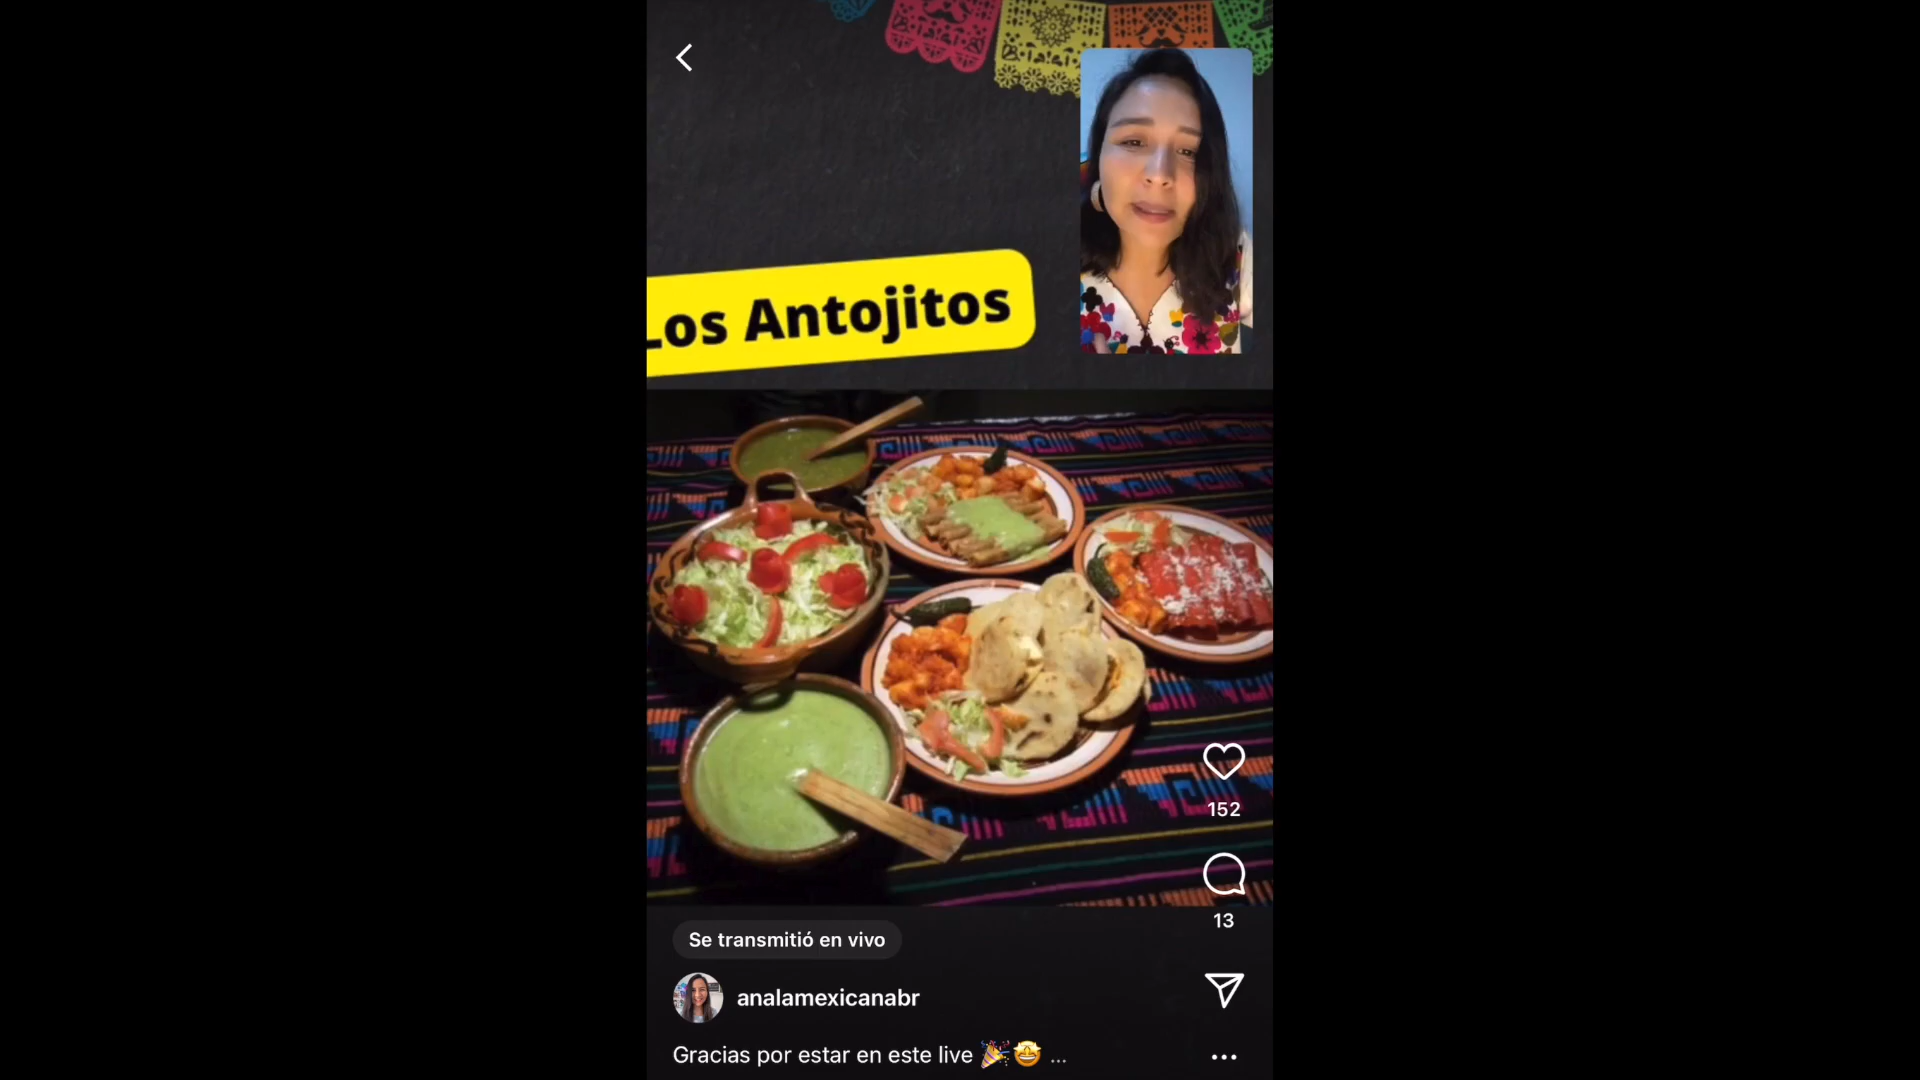 Los Antojitos
152
13
Se transmitió en vivo
analamexicanabr
Gracias por estar en este live 🎉🤩 ...